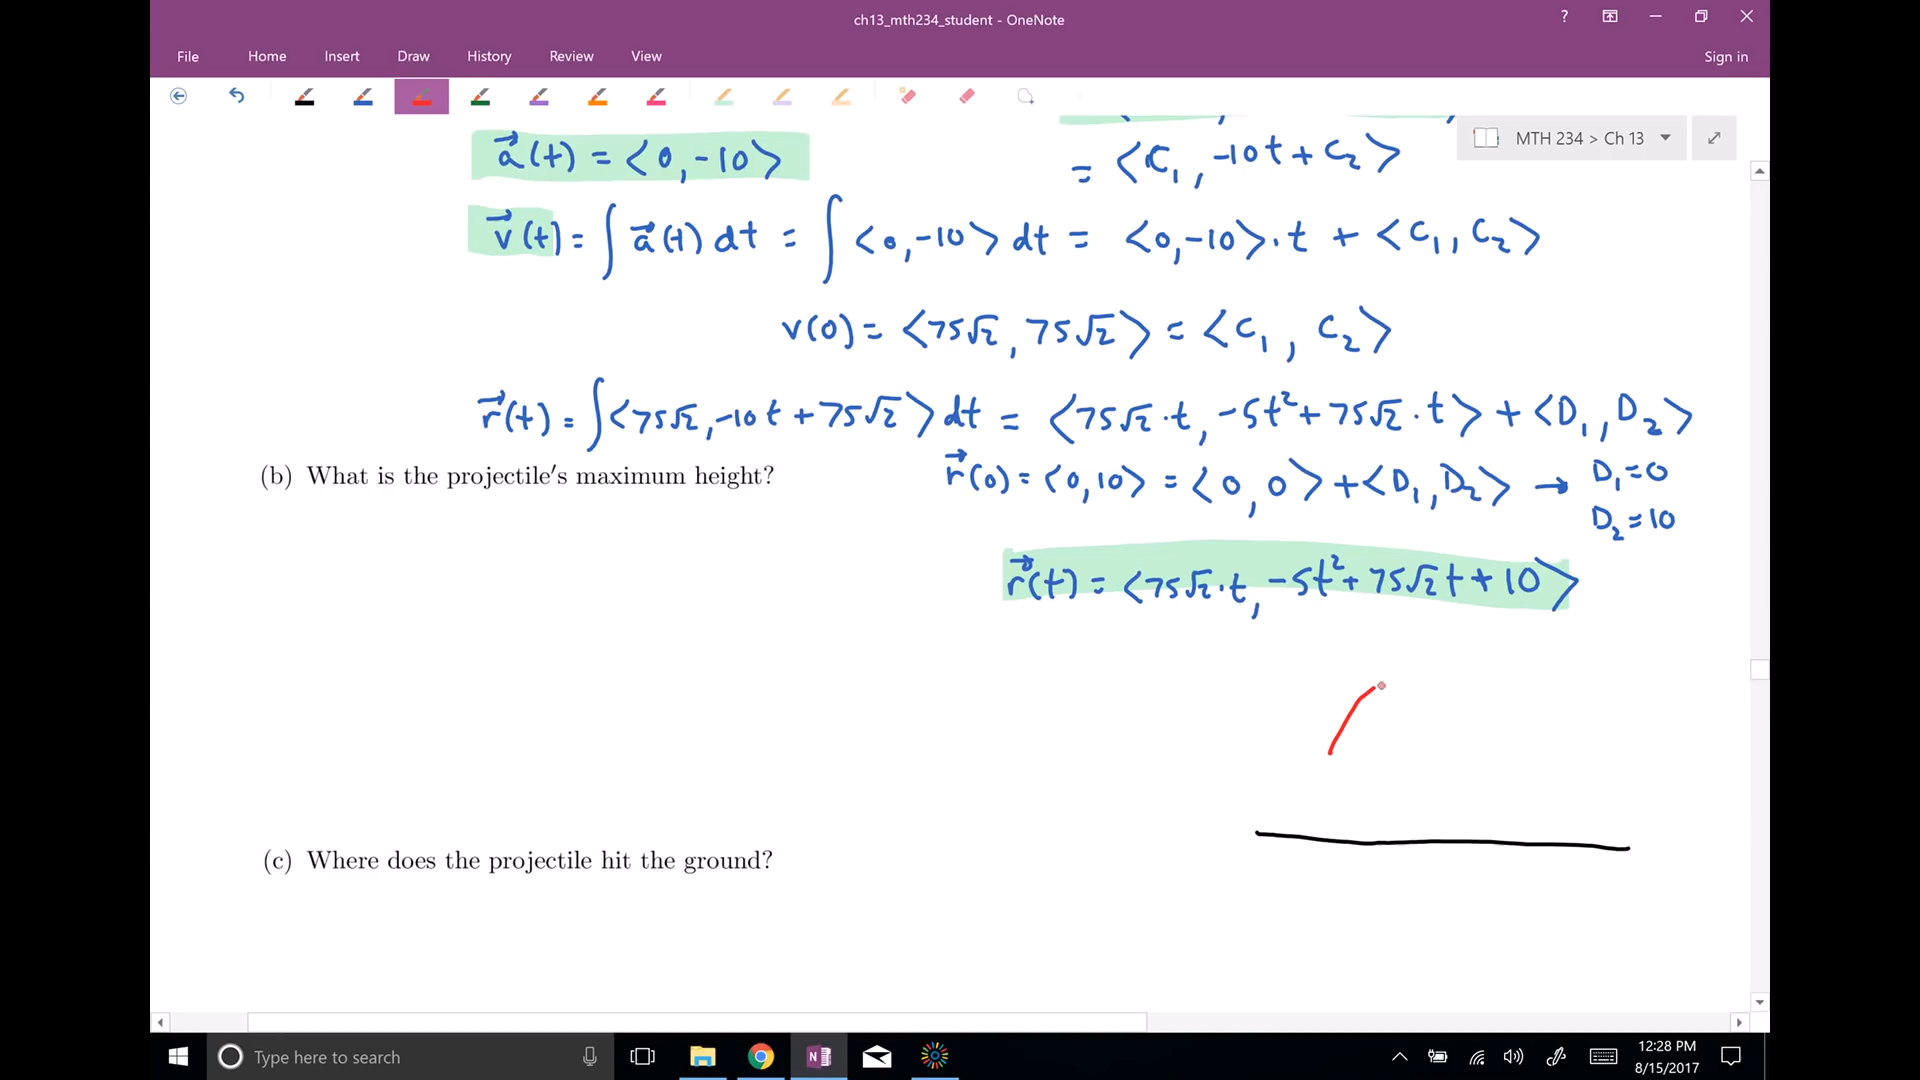 ch13_mth234_student - OneNote
File Home Insert Draw History Review View Sign in
MTH 234 > Ch 13
a⃗(t) = <0, -10>
= <C₁, -10t + C₂>
v⃗(t) = ∫ a⃗(t) dt = ∫ <0, -10> dt = <0, -10>·t + <C₁, C₂>
v(0) = <75√2, 75√2> = <C₁, C₂>
r⃗(t) = ∫<75√2, -10t + 75√2> dt = <75√2·t, -5t² + 75√2·t> + <D₁, D₂>
(b) What is the projectile's maximum height?
r⃗(0) = <0, 10> = <0, 0> + <D₁, D₂> → D₁ = 0
D₂ = 10
r⃗(t) = <75√2·t, -5t² + 75√2 t + 10>
(c) Where does the projectile hit the ground?
Type here to search
12:28 PM
8/15/2017